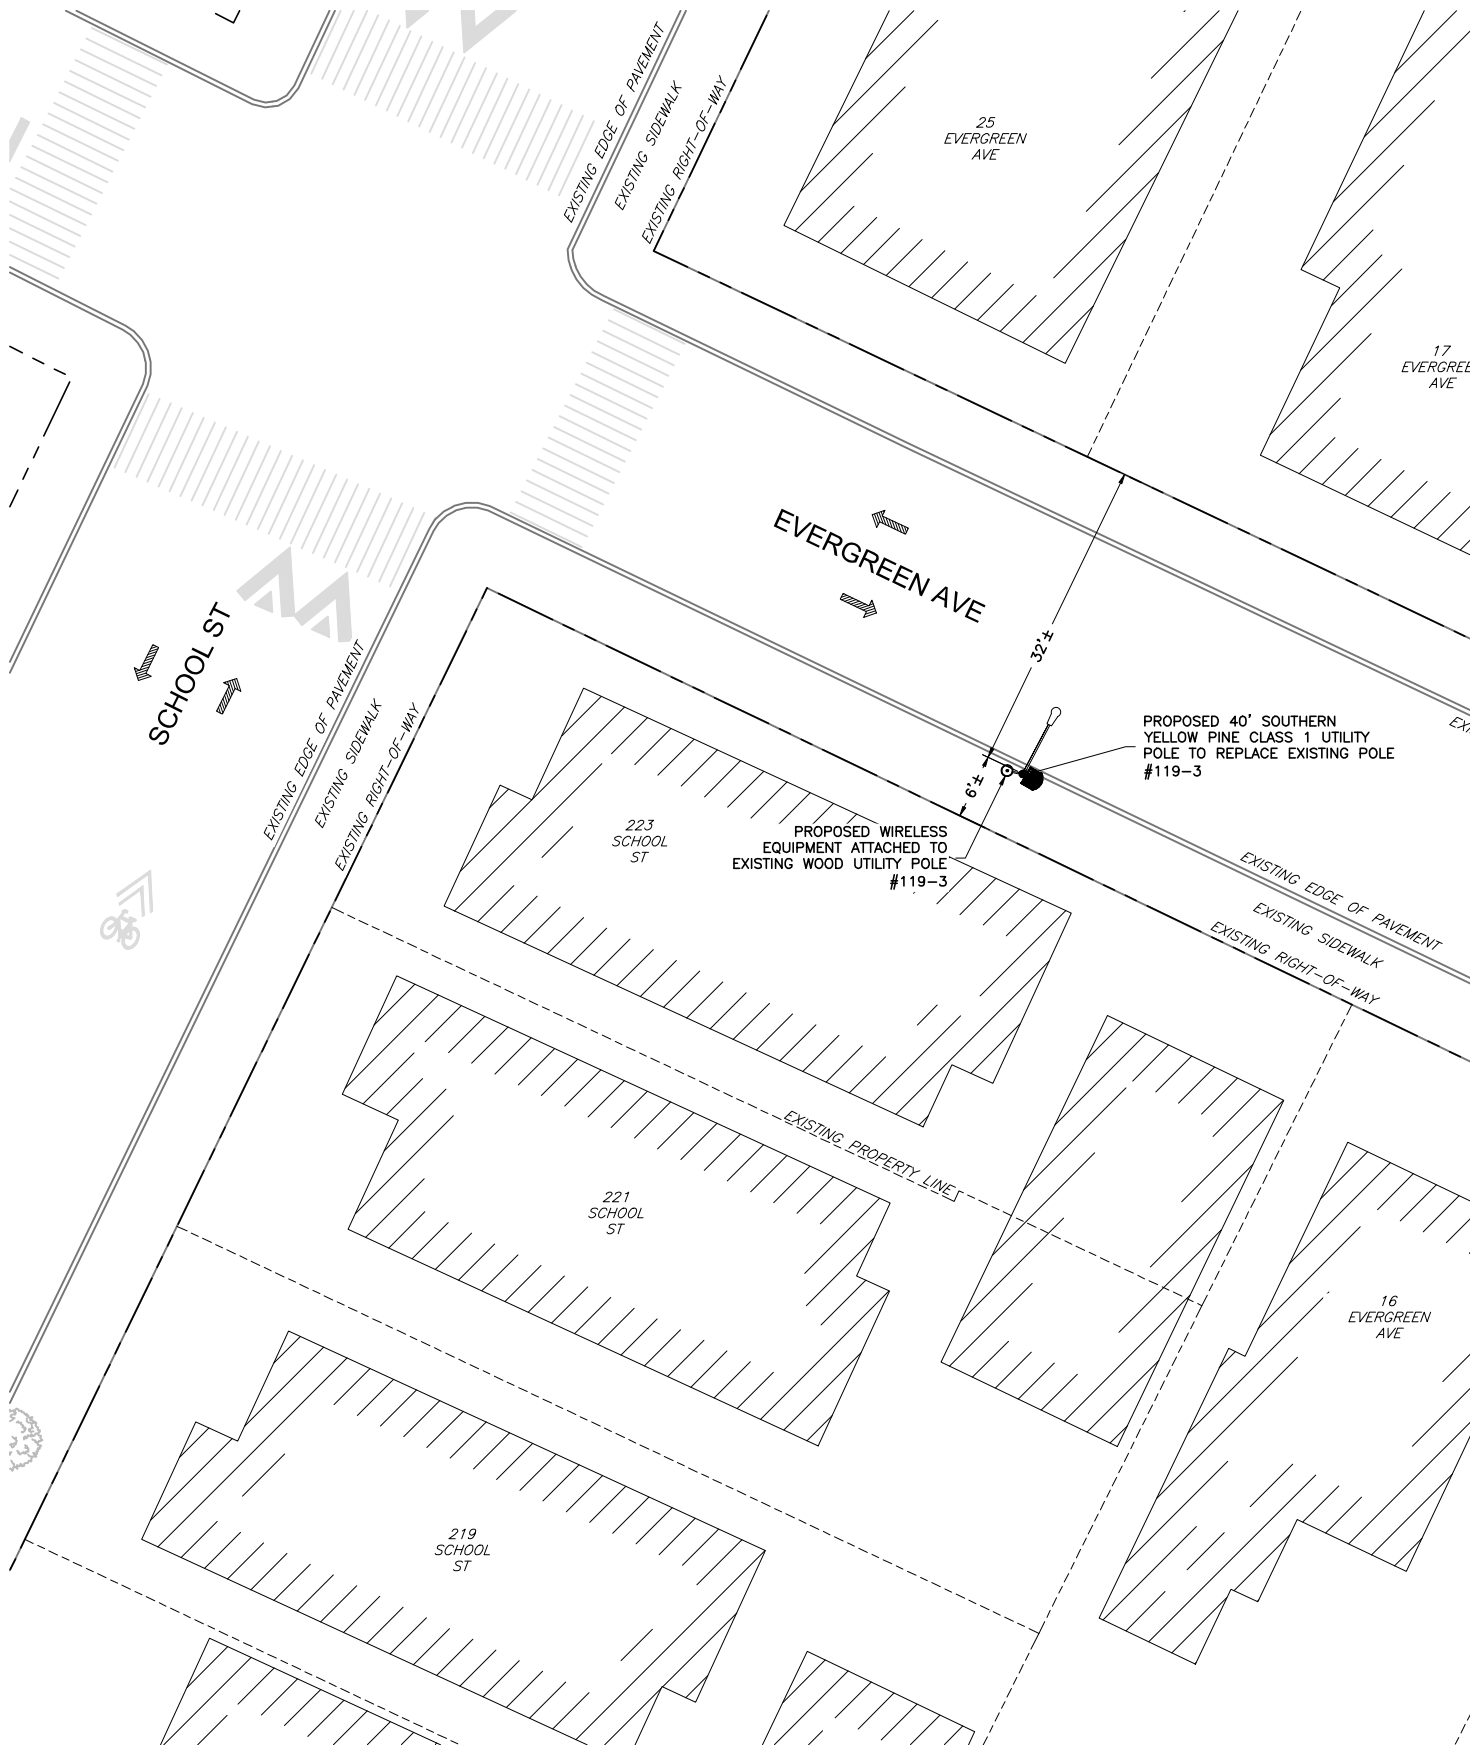 EXISTING EDGE OF PAVEMENT
EXISTING SIDEWALK
EXISTING RIGHT-OF-WAY
25
EVERGREEN
AVE
17
EVERGREE
AVE
EVERGREEN AVE
SCHOOL ST
32'±
6'±
PROPOSED 40' SOUTHERN
YELLOW PINE CLASS 1 UTILITY
POLE TO REPLACE EXISTING POLE
#119-3
PROPOSED WIRELESS
EQUIPMENT ATTACHED TO
EXISTING WOOD UTILITY POLE
#119-3
EXISTING EDGE OF PAVEMENT
EXISTING SIDEWALK
EXISTING RIGHT-OF-WAY
223
SCHOOL
ST
EXISTING EDGE OF PAVEMENT
EXISTING SIDEWALK
EXISTING RIGHT-OF-WAY
EXISTING PROPERTY LINE
221
SCHOOL
ST
16
EVERGREEN
AVE
219
SCHOOL
ST